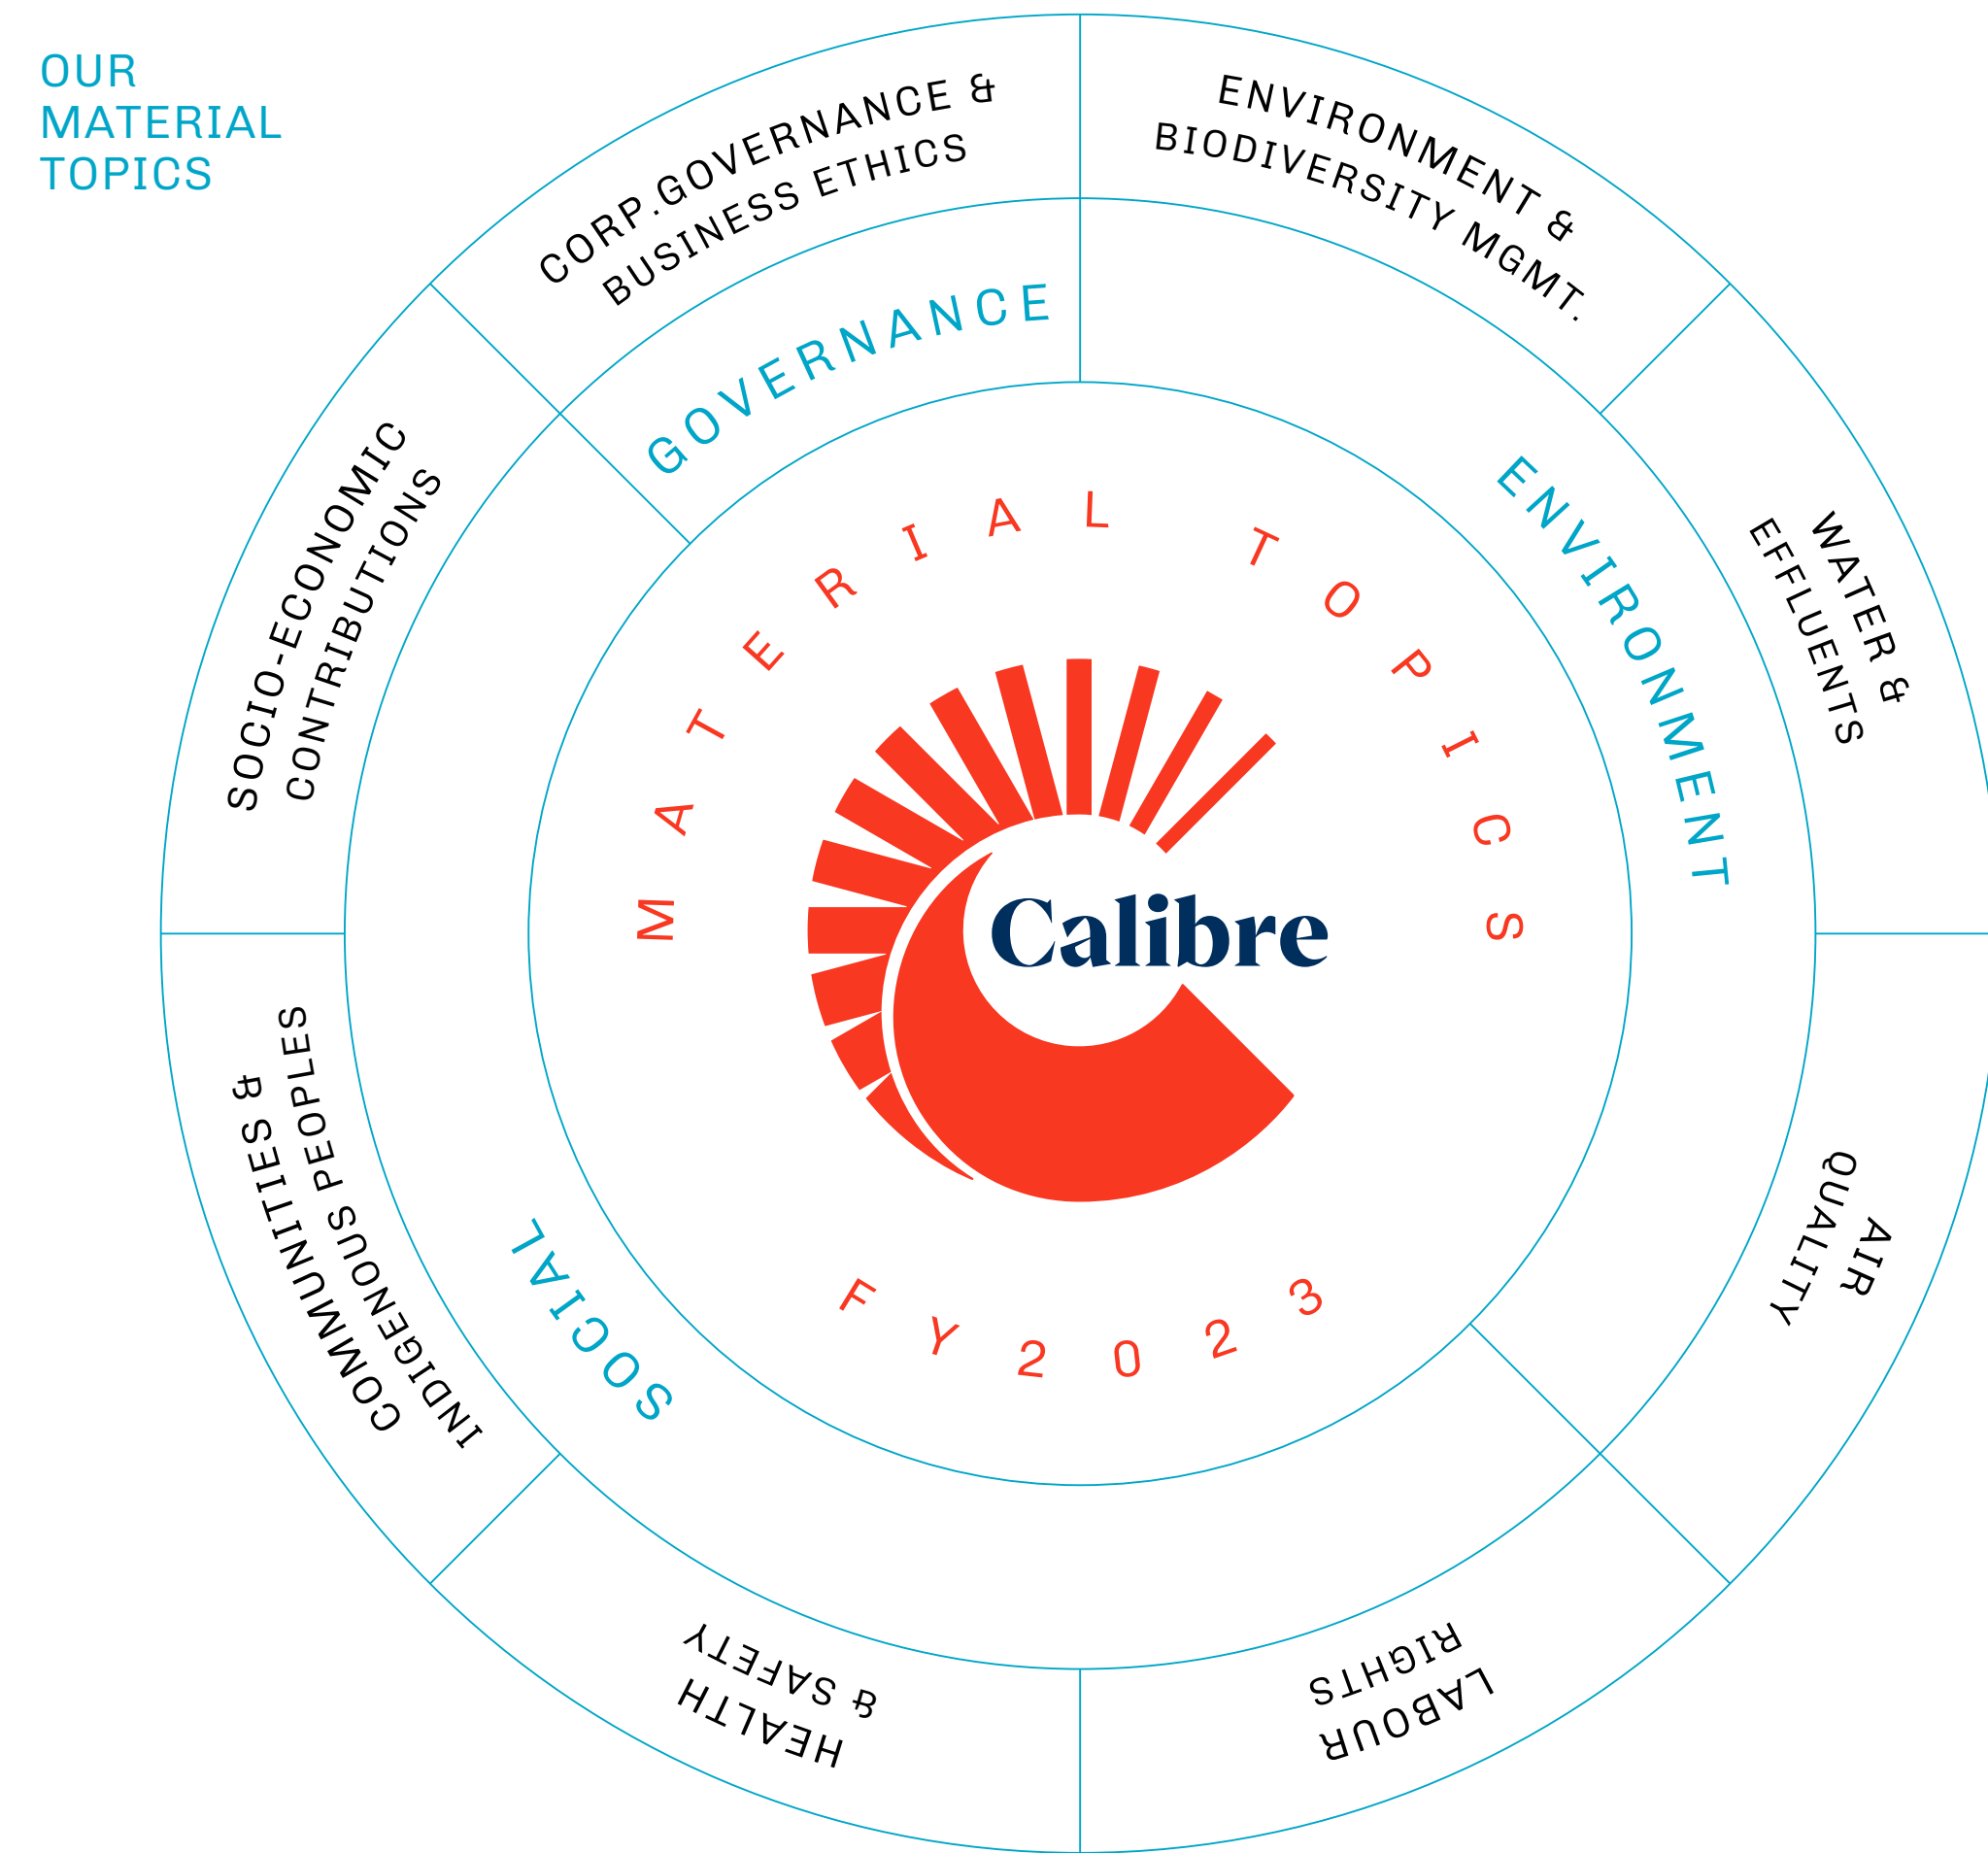 OUR
MATERIAL
TOPICS
CORP.GOVERNANCE &
BUSINESS ETHICS
ENVIRONMENT &
BIODIVERSITY MGMT.
WATER &
EFFLUENTS
AIR
QUALITY
LABOUR
RIGHTS
HEALTH
& SAFETY
COMMUNITIES &
INDIGENOUS PEOPLES
SOCIO-ECONOMIC
CONTRIBUTIONS
GOVERNANCE
ENVIRONMENT
SOCIAL
MATERIAL TOPICS
Calibre
FY2023